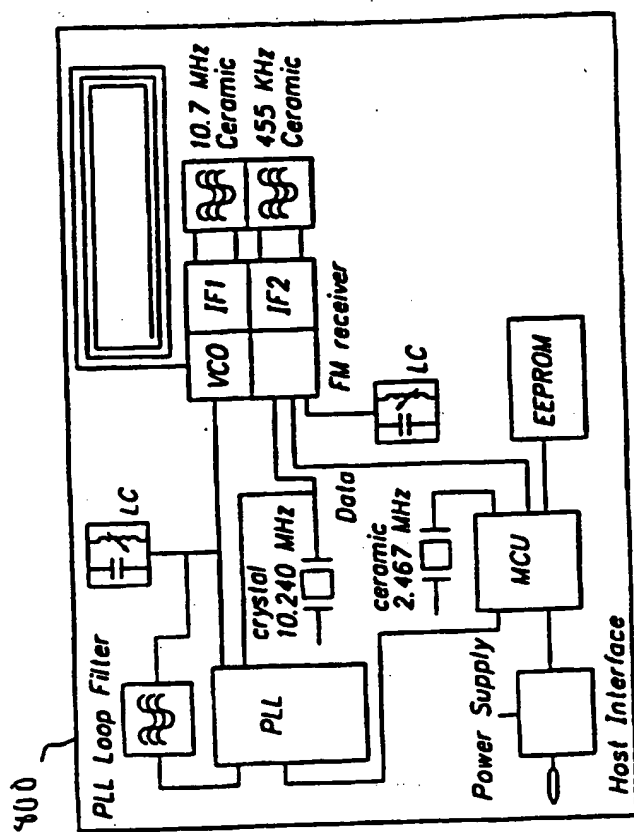 800
PLL Loop Filter
LC
10.7 MHz
Ceramic
455 KHz
Ceramic
VCO
IF1
IF2
FM receiver
PLL
crystal
10.240 MHz
Data
LC
ceramic
2.467 MHz
MCU
EEPROM
Power Supply
Host Interface